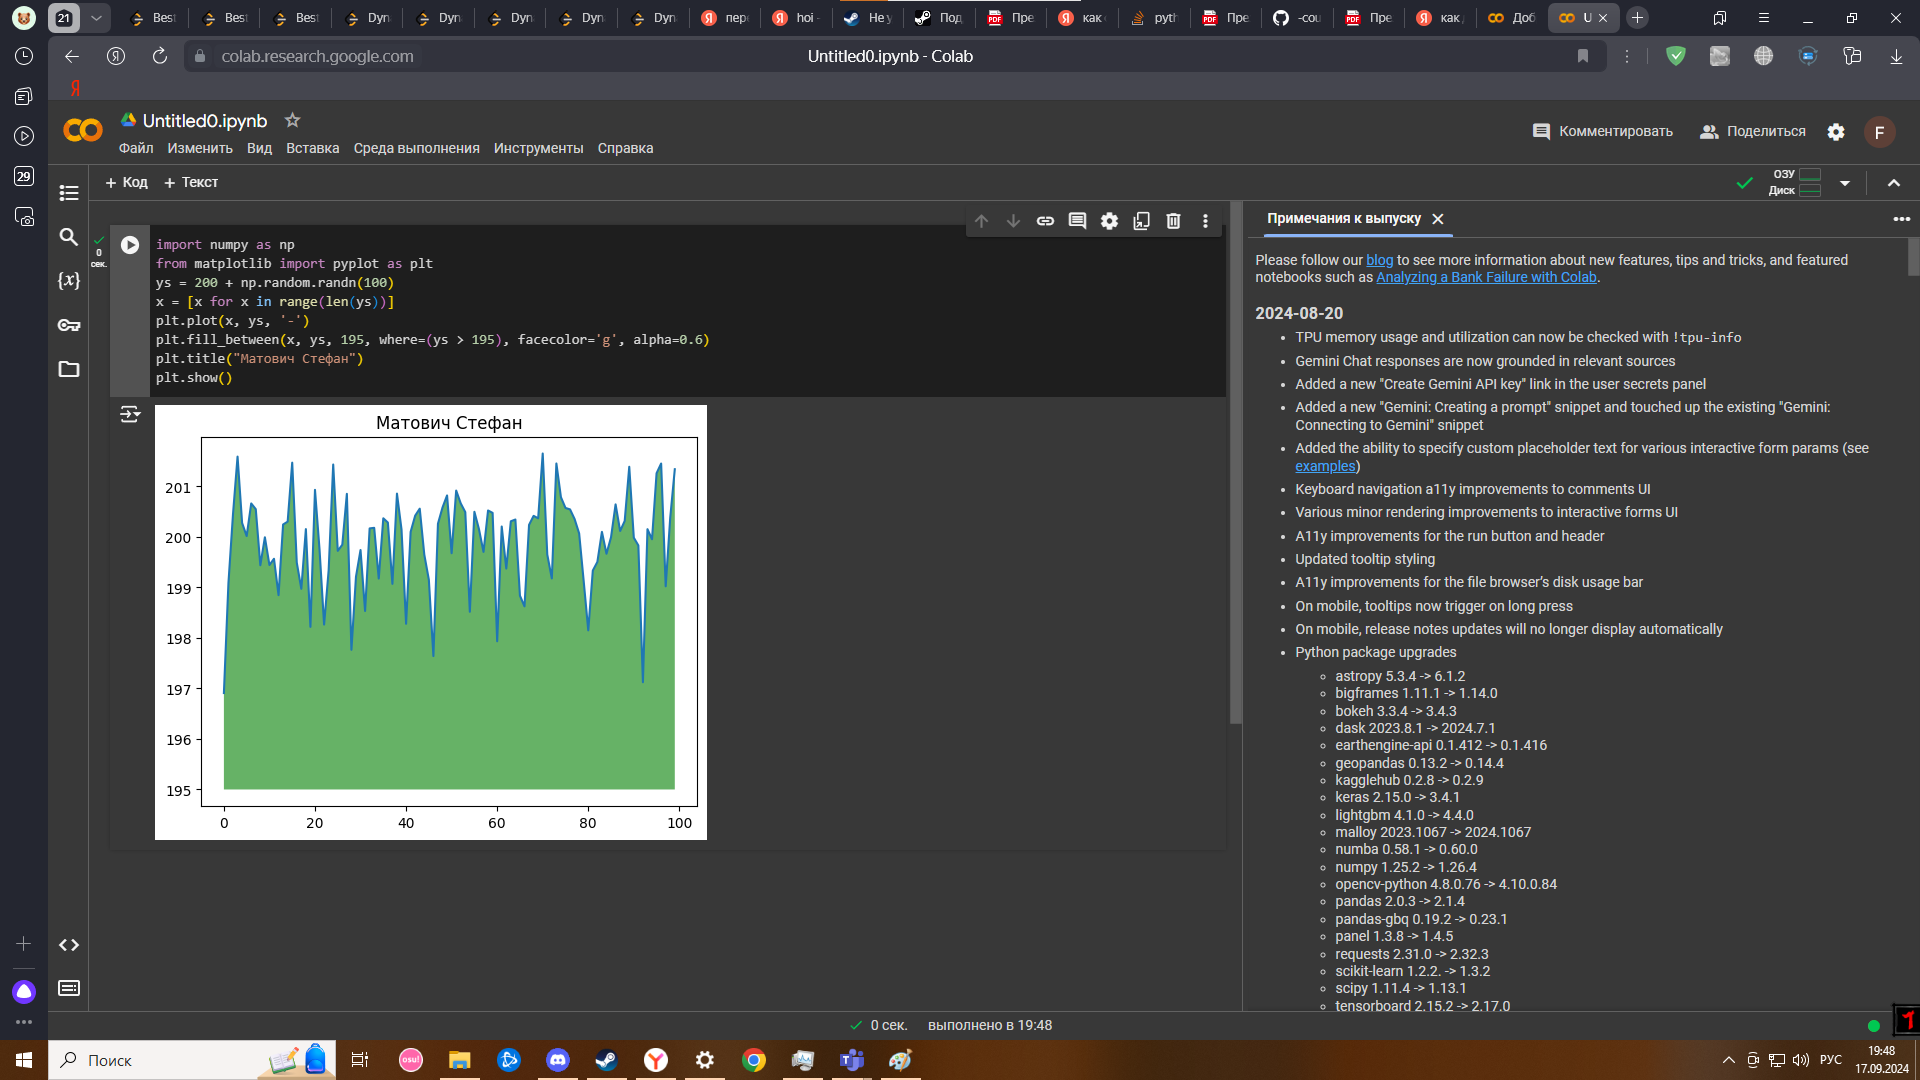 21
Best
Best
Best
Dyn
Dyn
Dyn
Dyn
Dyn
пер
hoi -
Не у
Под
Пре
как
pyth
Пре
-cou
Пре
как
Доб
U
colab.research.google.com
Untitled0.ipynb - Colab
Я
29
Untitled0.ipynb
Файл Изменить Вид Вставка Среда выполнения Инструменты Справка
Комментировать
Поделиться
F
+ Код + Текст
ОЗУ
Диск
0
сек.
import numpy as np
from matplotlib import pyplot as plt
ys = 200 + np.random.randn(100)
x = [x for x in range(len(ys))]
plt.plot(x, ys, '-')
plt.fill_between(x, ys, 195, where=(ys > 195), facecolor='g', alpha=0.6)
plt.title("Матович Стефан")
plt.show()
Матович Стефан
201
200
199
198
197
196
195
0 20 40 60 80 100
Примечания к выпуску
Please follow our blog to see more information about new features, tips and tricks, and featured
notebooks such as Analyzing a Bank Failure with Colab.
2024-08-20
TPU memory usage and utilization can now be checked with !tpu-info
Gemini Chat responses are now grounded in relevant sources
Added a new "Create Gemini API key" link in the user secrets panel
Added a new "Gemini: Creating a prompt" snippet and touched up the existing "Gemini:
Connecting to Gemini" snippet
Added the ability to specify custom placeholder text for various interactive form params (see
examples)
Keyboard navigation a11y improvements to comments UI
Various minor rendering improvements to interactive forms UI
A11y improvements for the run button and header
Updated tooltip styling
A11y improvements for the file browser's disk usage bar
On mobile, tooltips now trigger on long press
On mobile, release notes updates will no longer display automatically
Python package upgrades
astropy 5.3.4 -> 6.1.2
bigframes 1.11.1 -> 1.14.0
bokeh 3.3.4 -> 3.4.3
dask 2023.8.1 -> 2024.7.1
earthengine-api 0.1.412 -> 0.1.416
geopandas 0.13.2 -> 0.14.4
kagglehub 0.2.8 -> 0.2.9
keras 2.15.0 -> 3.4.1
lightgbm 4.1.0 -> 4.4.0
malloy 2023.1067 -> 2024.1067
numba 0.58.1 -> 0.60.0
numpy 1.25.2 -> 1.26.4
opencv-python 4.8.0.76 -> 4.10.0.84
pandas 2.0.3 -> 2.1.4
pandas-gbq 0.19.2 -> 0.23.1
panel 1.3.8 -> 1.4.5
requests 2.31.0 -> 2.32.3
scikit-learn 1.2.2. -> 1.3.2
scipy 1.11.4 -> 1.13.1
tensorboard 2.15.2 -> 2.17.0
0 сек. выполнено в 19:48
Поиск
osu!
РУС
19:48
17.09.2024